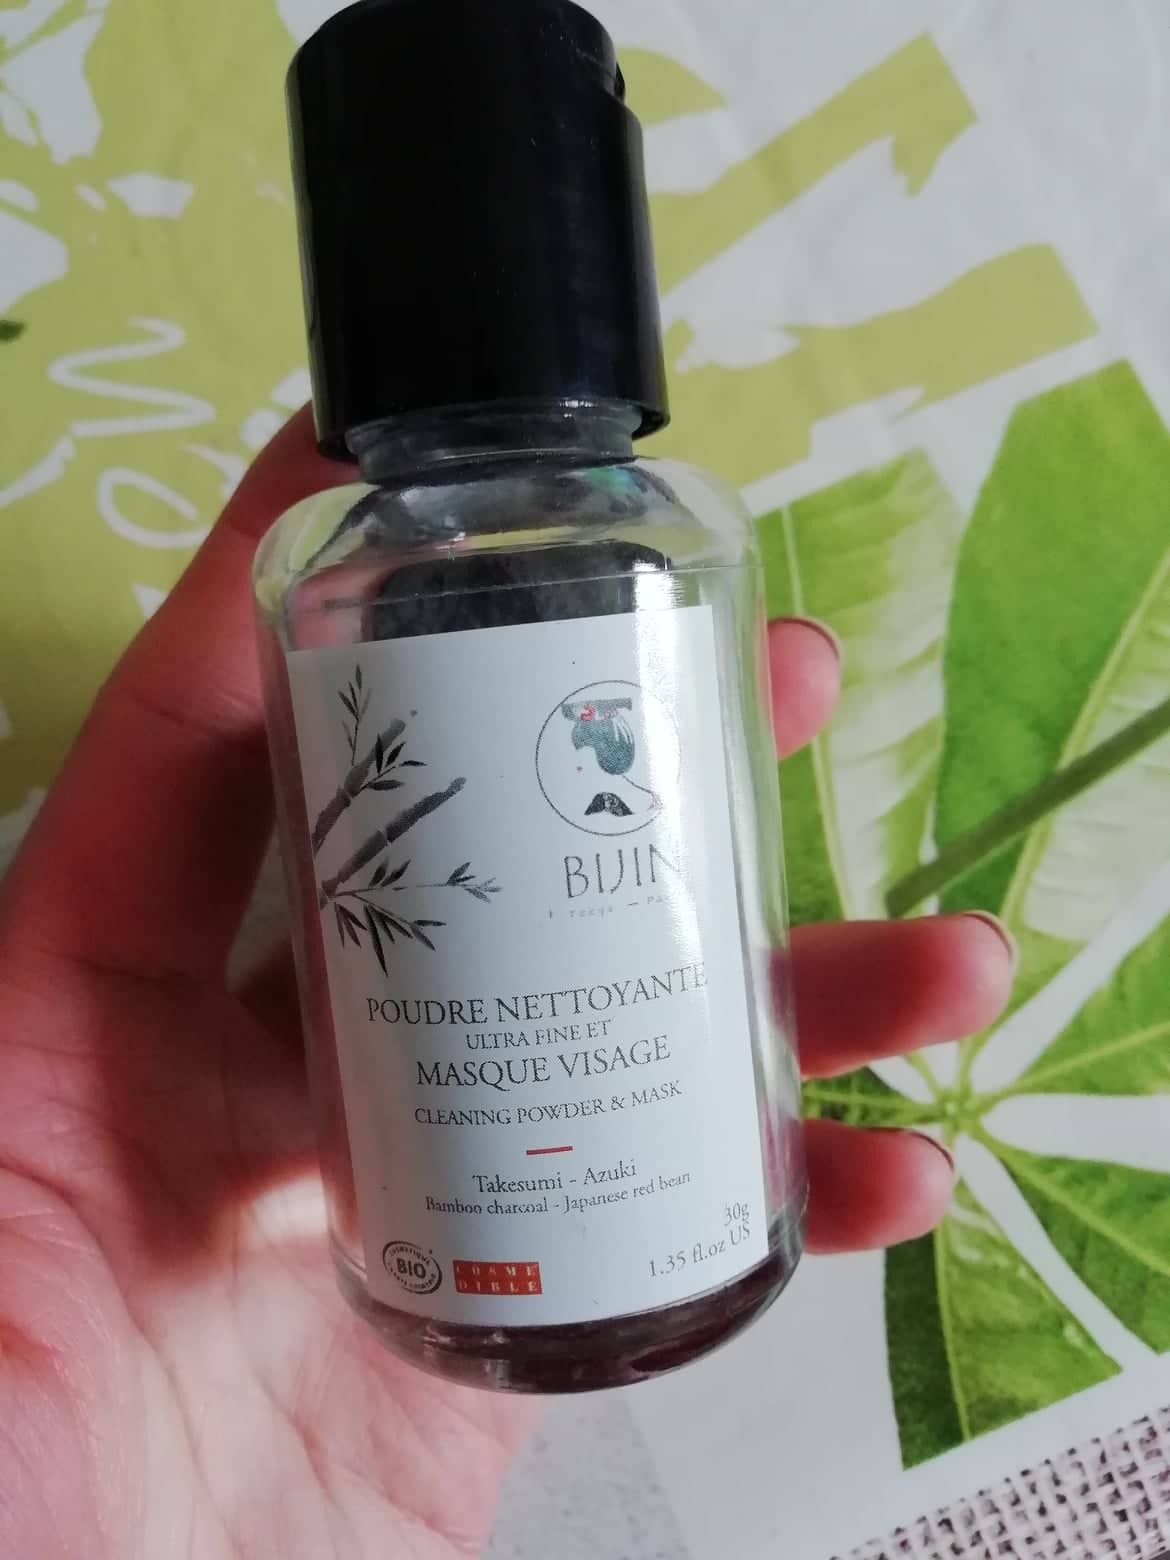 BIJIN
POUDRE NETTOYANTE
ULTRA FINE ET
MASQUE VISAGE
CLEANING POWDER & MASK
Takesumi - Azuki
Bamboo charcoal - Japanese red bean
30g
1.35 fl.oz US
COSMETIQUE
BIO
COSME
DIBLE